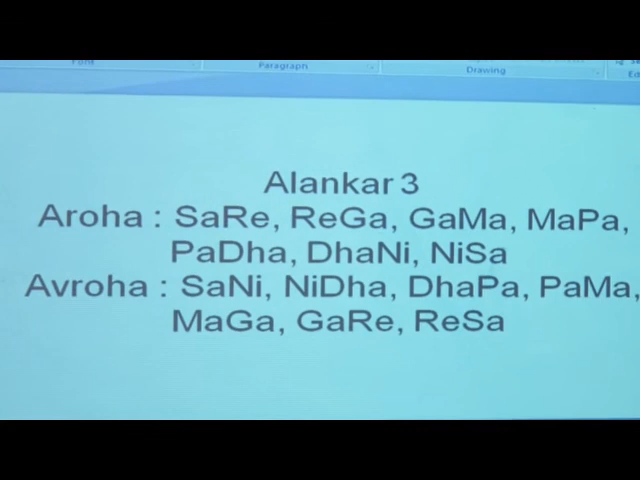 Font
Paragraph
Drawing
Alankar 3
Aroha : SaRe, ReGa, GaMa, MaPa,
PaDha, DhaNi, NiSa
Avroha : SaNi, NiDha, DhaPa, PaMa,
MaGa, GaRe, ReSa